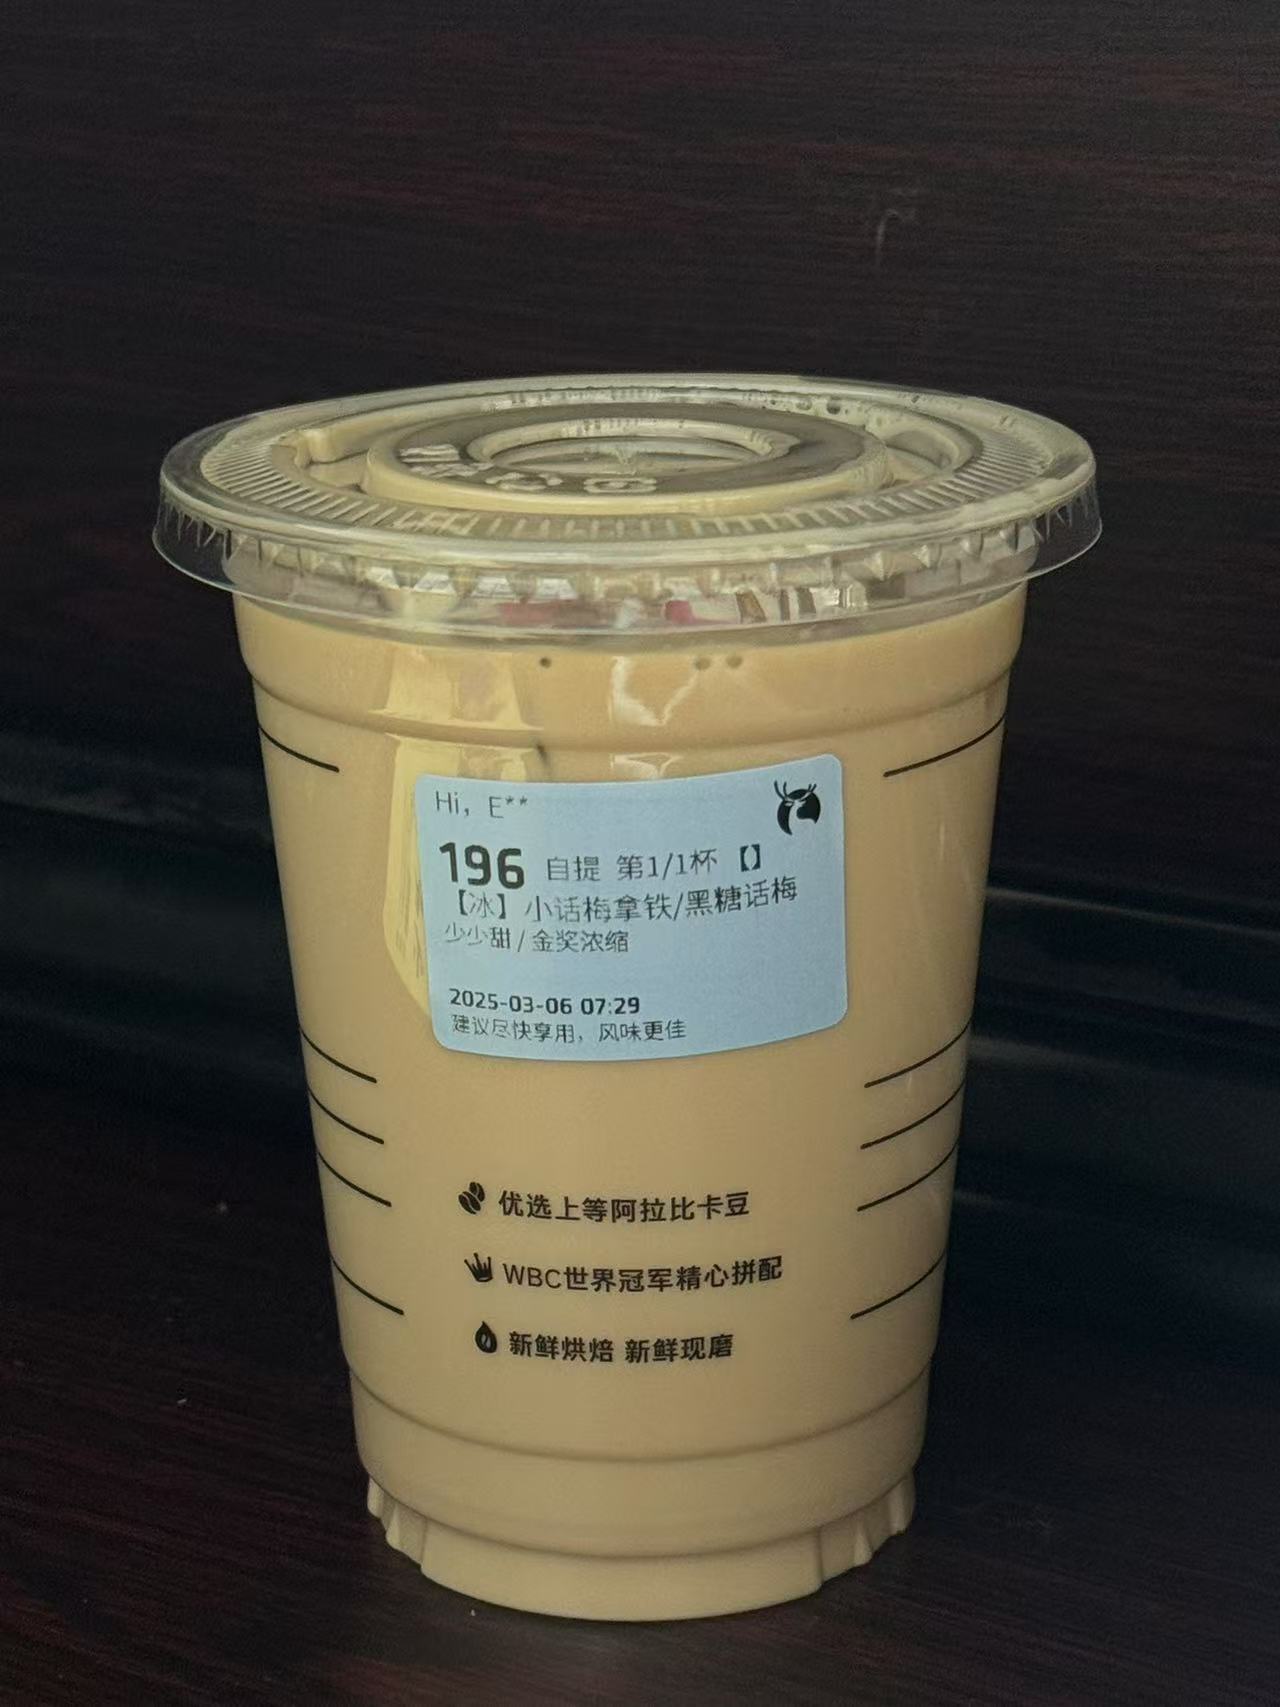 Hi, E**
196 自提 第1/1杯 【】
【冰】小话梅拿铁/黑糖话梅
少少甜 / 金奖浓缩
2025-03-06 07:29
建议尽快享用，风味更佳
优选上等阿拉比卡豆
WBC世界冠军精心拼配
新鲜烘焙 新鲜现磨